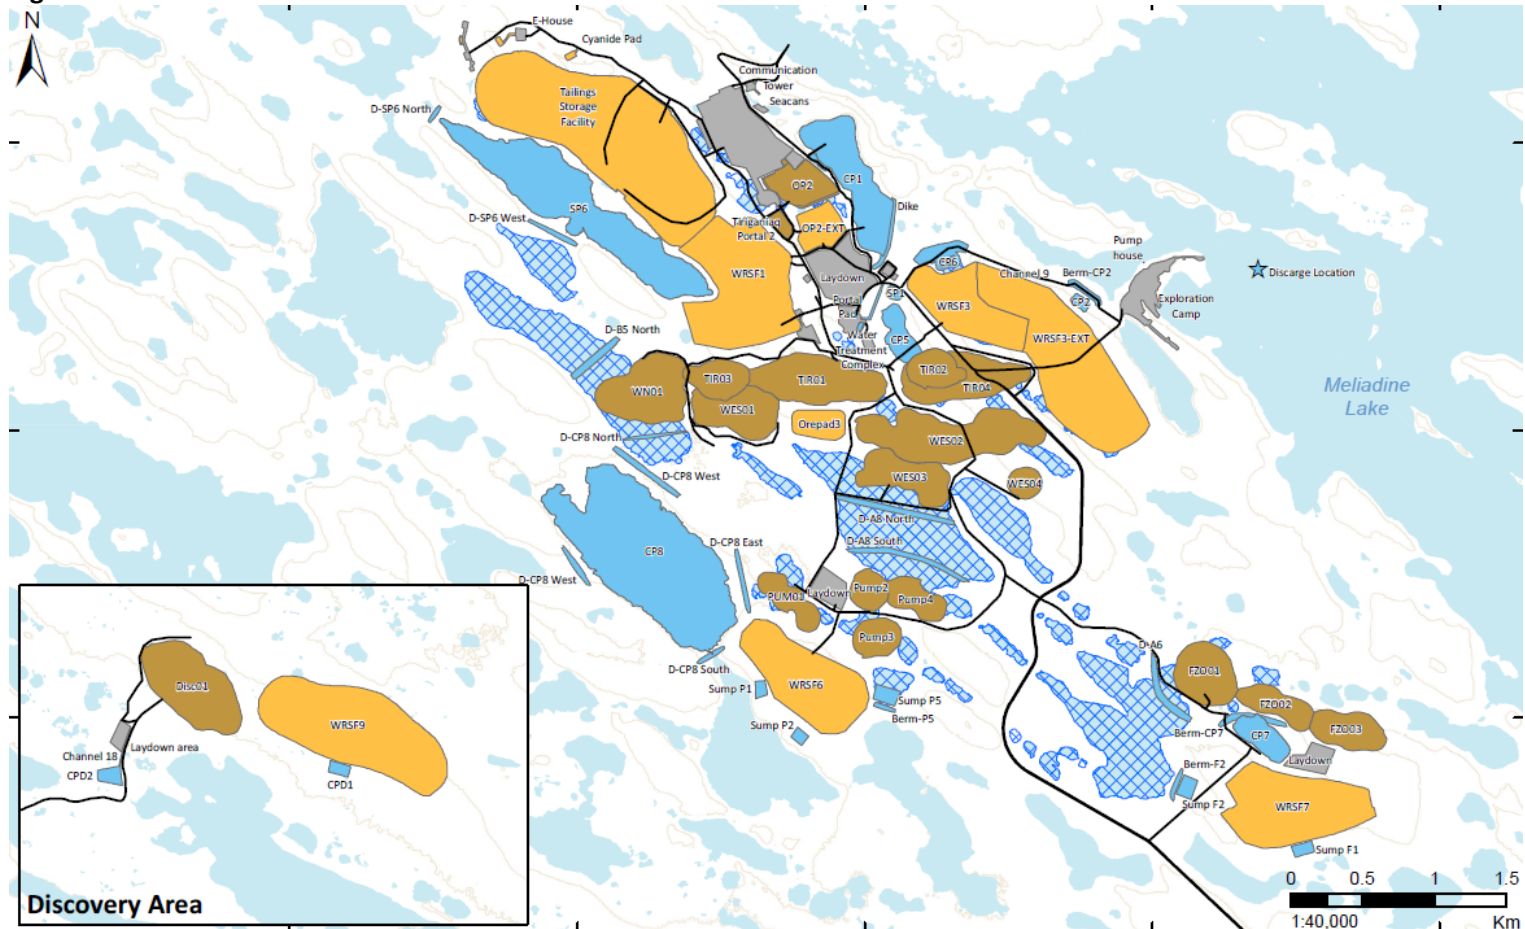 N
E-House
Cyanide Pad
Communication
Tower
Seacans
Tailings
Storage
Facility
D-SP6 North
CP1
OP2
SP6
Dike
D-SP6 West
Tiriganiaq
Portal 2
OP2-EXT
Pump
house
CP6
WRSF1
Laydown
Channel 9
Berm-CP2
Discarge Location
SP1
CP2
Portal
Pad
WRSF3
Exploration
Camp
D-B5 North
Water
Treatment
Complex
CP5
WRSF3-EXT
TIR03
TIR01
TIR02
TIR04
WN01
WES01
Meliadine
Lake
Orepad3
D-CP8 North
WES02
D-CP8 West
WES03
WES04
D-A8 North
D-A8 South
CP8
D-CP8 East
D-CP8 West
PUM01
Laydown
Pump2
Pump4
Pump3
D-A6
D-CP8 South
FZO01
Sump P1
WRSF6
Sump P5
Berm-P5
FZO02
Sump P2
FZO03
Berm-CP7
CP7
Laydown
Berm-F2
Sump F2
WRSF7
Sump F1
Disc01
WRSF9
Laydown area
Channel 18
CPD2
CPD1
Discovery Area
0 0.5 1 1.5
1:40,000 Km